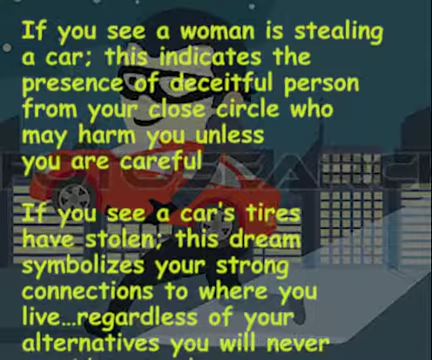 If you see a woman is stealing
a car; this indicates the
presence of deceitful person
from your close circle who
may harm you unless
you are careful
If you see a car's tires
have stolen; this dream
symbolizes your strong
connections to where you
live...regardless of your
alternatives you will never